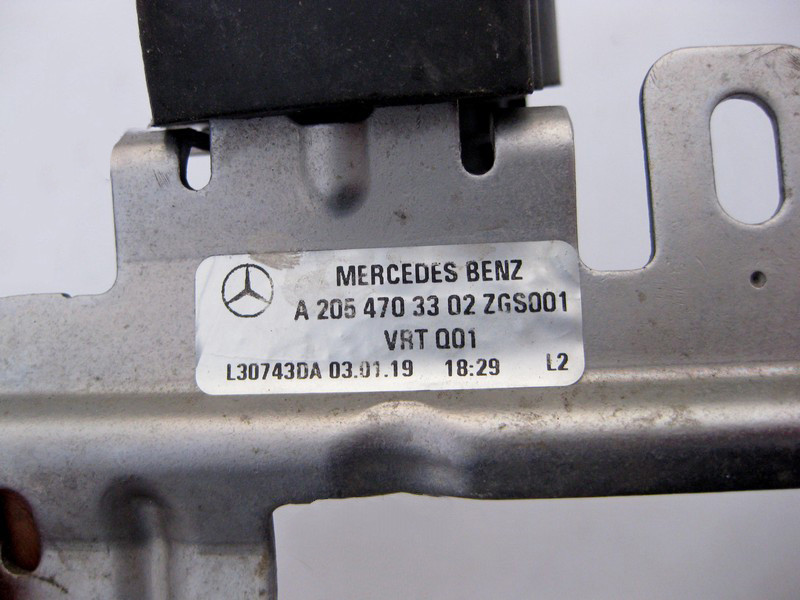 MERCEDES BENZ
A 205 470 33 02 ZGS001
VRT Q01
L30743DA 03.01.19 18:29 L2